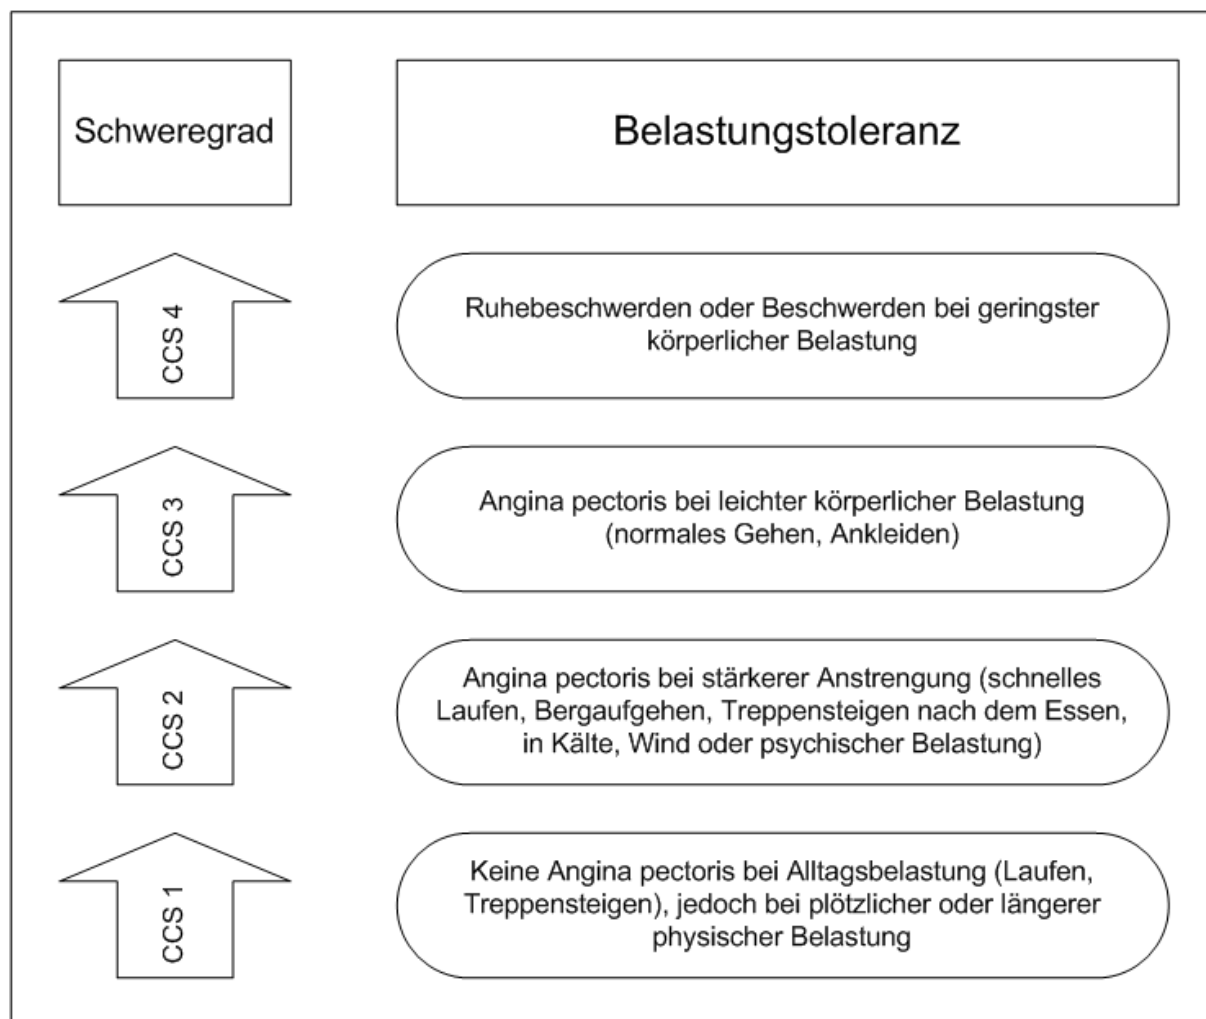 Schweregrad
Belastungstoleranz
CCS 4
Ruhebeschwerden oder Beschwerden bei geringster
körperlicher Belastung
CCS 3
Angina pectoris bei leichter körperlicher Belastung
(normales Gehen, Ankleiden)
CCS 2
Angina pectoris bei stärkerer Anstrengung (schnelles
Laufen, Bergaufgehen, Treppensteigen nach dem Essen,
in Kälte, Wind oder psychischer Belastung)
CCS 1
Keine Angina pectoris bei Alltagsbelastung (Laufen,
Treppensteigen), jedoch bei plötzlicher oder längerer
physischer Belastung